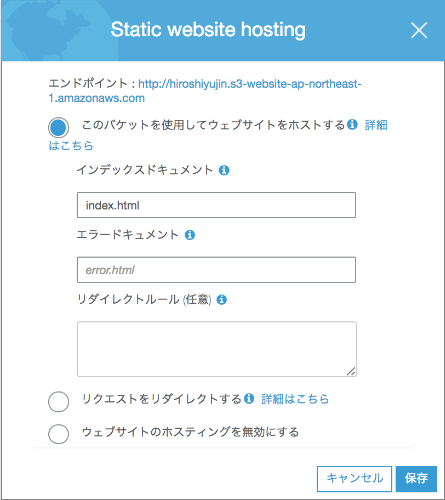 Static website hosting
エンドポイント : http://hiroshiyujin.s3-website-ap-northeast-
1.amazonaws.com
このバケットを使用してウェブサイトをホストする 詳細
はこちら
インデックスドキュメント
index.html
エラードキュメント
error.html
リダイレクトルール (任意)
リクエストをリダイレクトする 詳細はこちら
ウェブサイトのホスティングを無効にする
キャンセル 保存